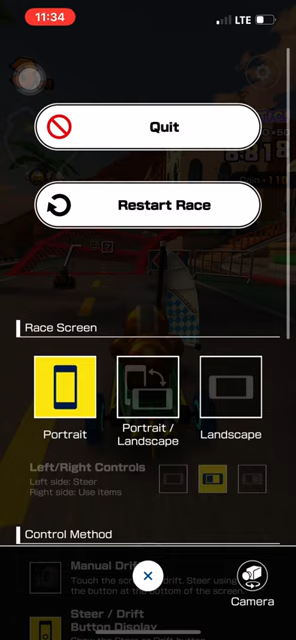 11:34
LTE
Quit
Restart Race
Race Screen
Portrait
Portrait /
Landscape
Landscape
Left/Right Controls
Left side: Steer
Right side: Use items
Control Method
Manual Drift
Touch the screen to drift. Steer using
the button at the bottom of the screen.
Steer / Drift
Button Display
Camera